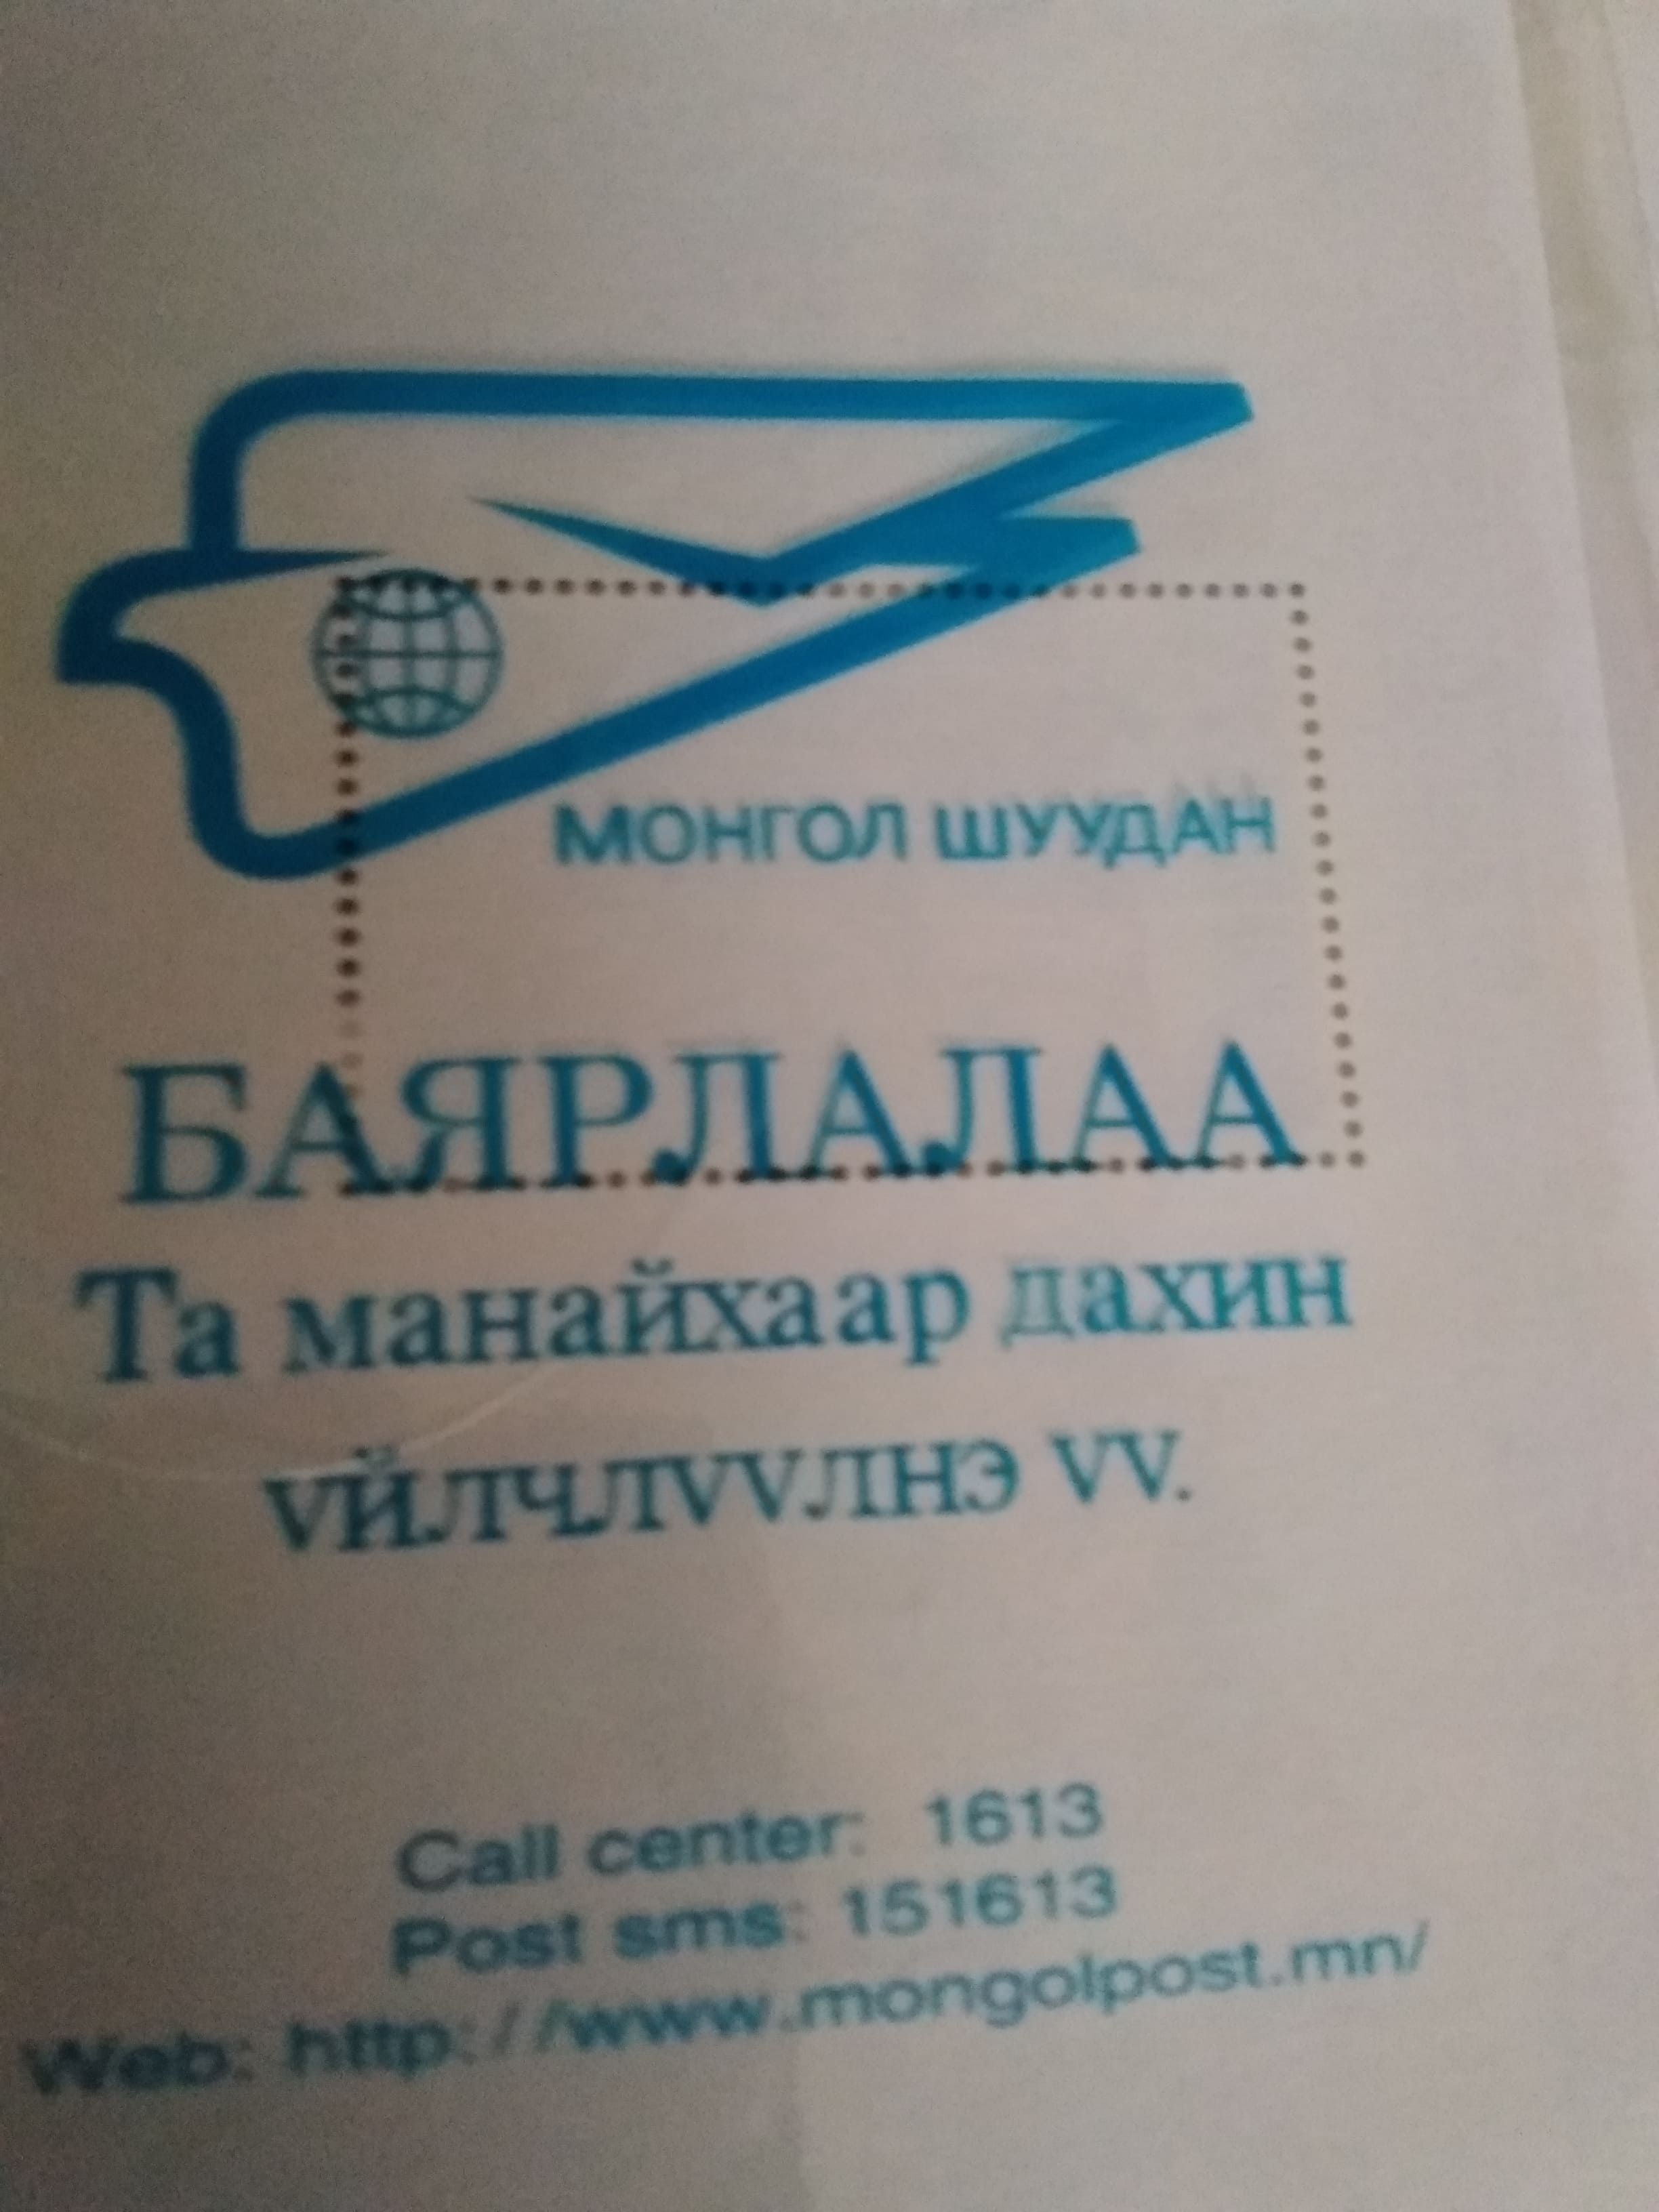 МОНГОЛ ШУУДАН
БАЯРЛАЛАА
Та манайхаар дахин
vйлчлvvлнэ vv.
Call center: 1613
Post sms: 151613
Web: http://www.mongolpost.mn/